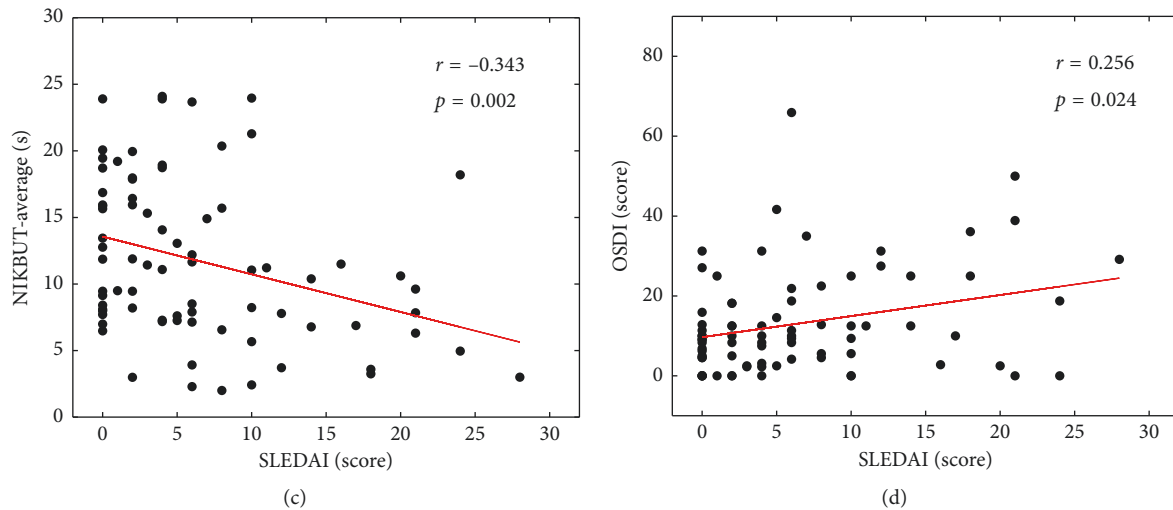 30
25
20
15
10
5
0
NIKBUT-average (s)
r = –0.343
p = 0.002
0 5 10 15 20 25 30
SLEDAI (score)
(c)
80
60
40
20
0
OSDI (score)
r = 0.256
p = 0.024
0 5 10 15 20 25 30
SLEDAI (score)
(d)